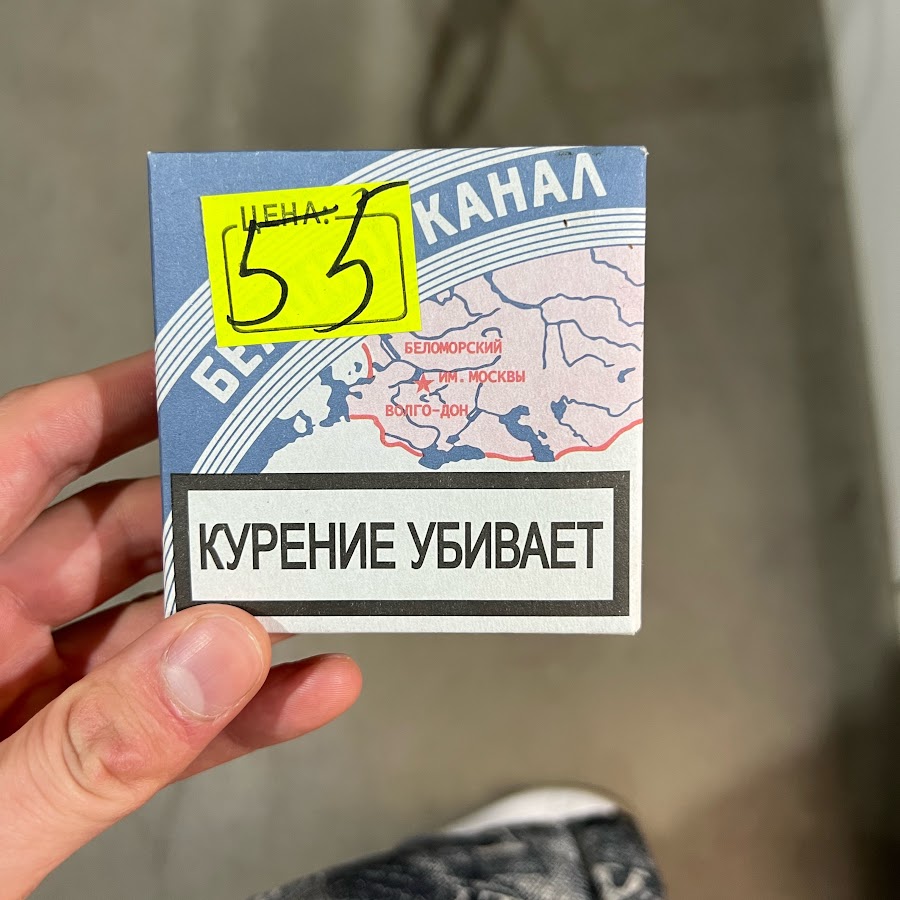 ЦЕНА:
55
КАНАЛ
БЕЛОМОРСКИЙ
ИМ. МОСКВЫ
ВОЛГО-ДОН
КУРЕНИЕ УБИВАЕТ